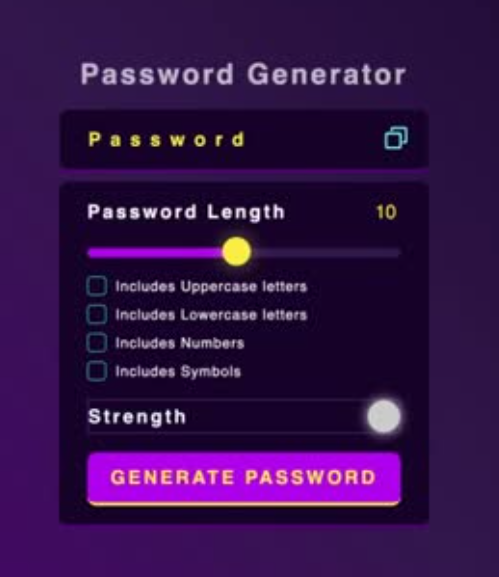 Password Generator
Password
Password Length 10
Includes Uppercase letters
Includes Lowercase letters
Includes Numbers
Includes Symbols
Strength
GENERATE PASSWORD